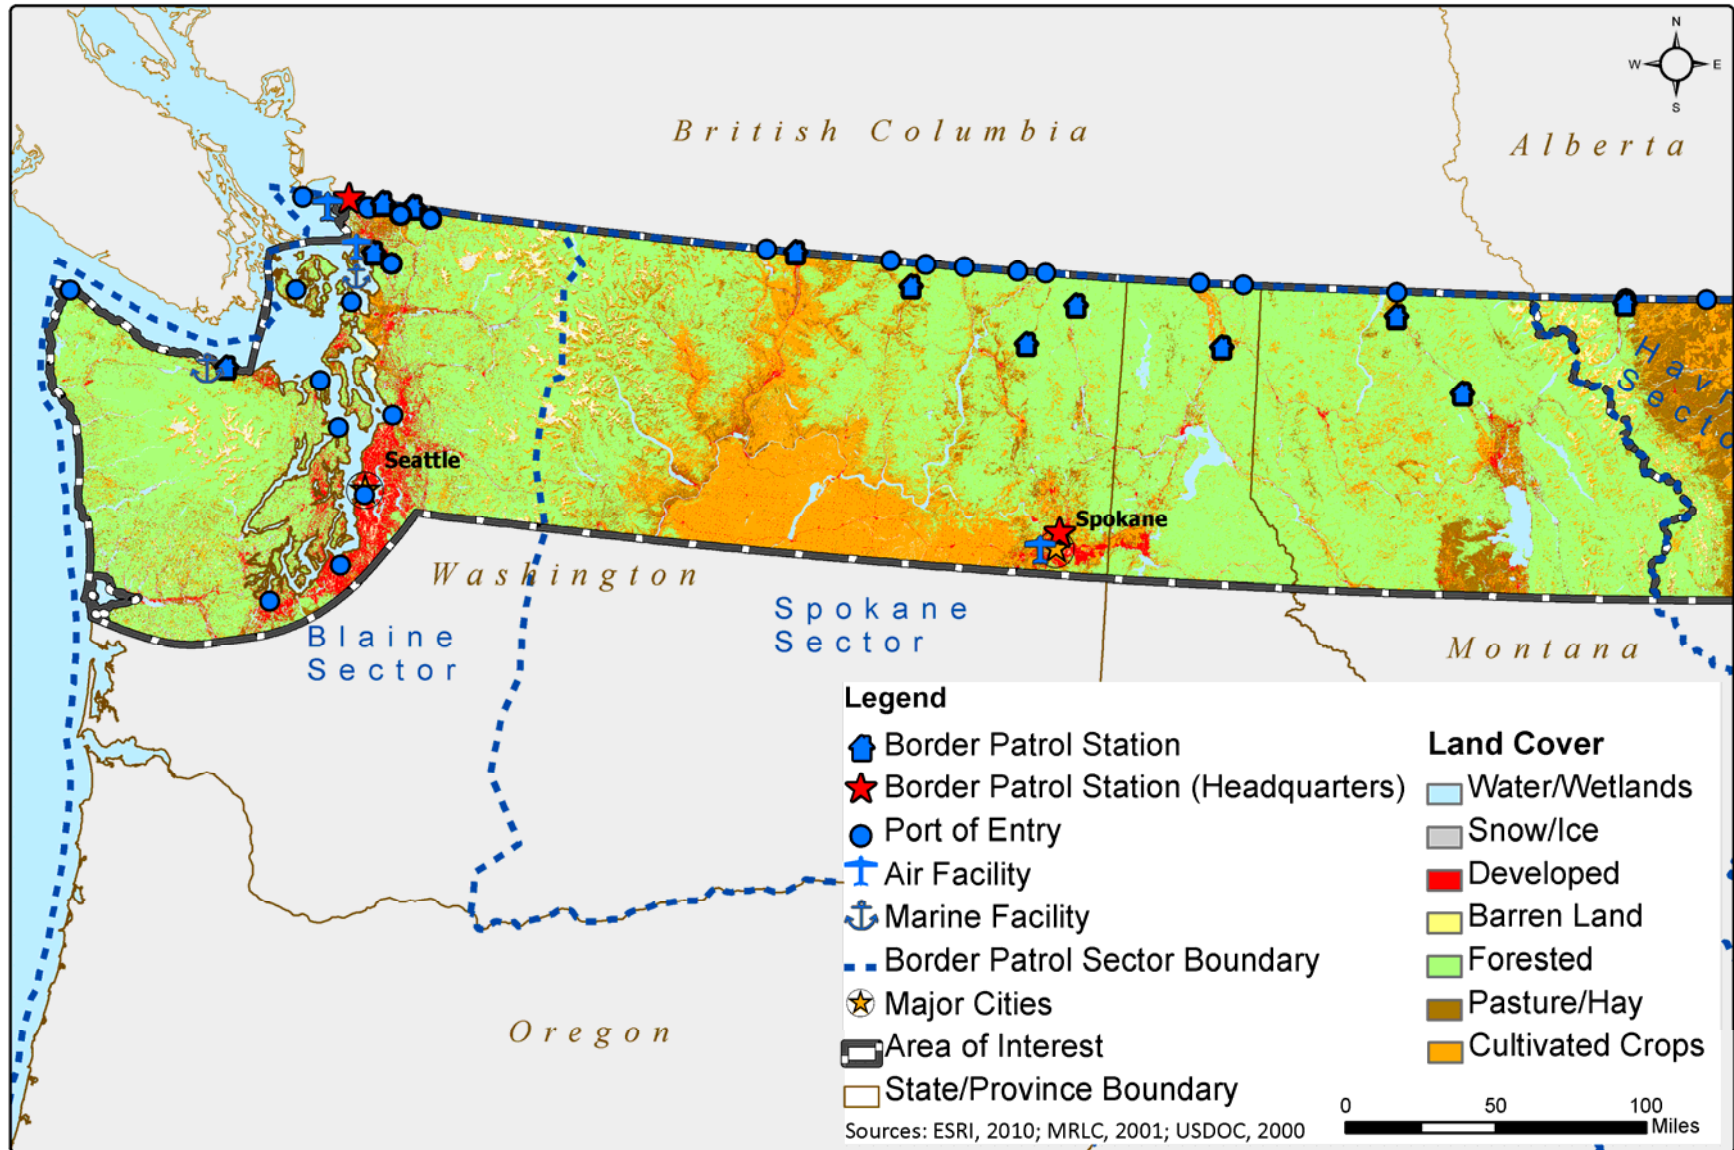 N
W E
S
British Columbia
Alberta
Seattle
Spokane
Washington
Blaine
Sector
Spokane
Sector
Montana
Sector
Legend
Border Patrol Station
Border Patrol Station (Headquarters)
Port of Entry
Air Facility
Marine Facility
Border Patrol Sector Boundary
Major Cities
Area of Interest
State/Province Boundary
Sources: ESRI, 2010; MRLC, 2001; USDOC, 2000
Land Cover
Water/Wetlands
Snow/Ice
Developed
Barren Land
Forested
Pasture/Hay
Cultivated Crops
0 50 100
Miles
Oregon